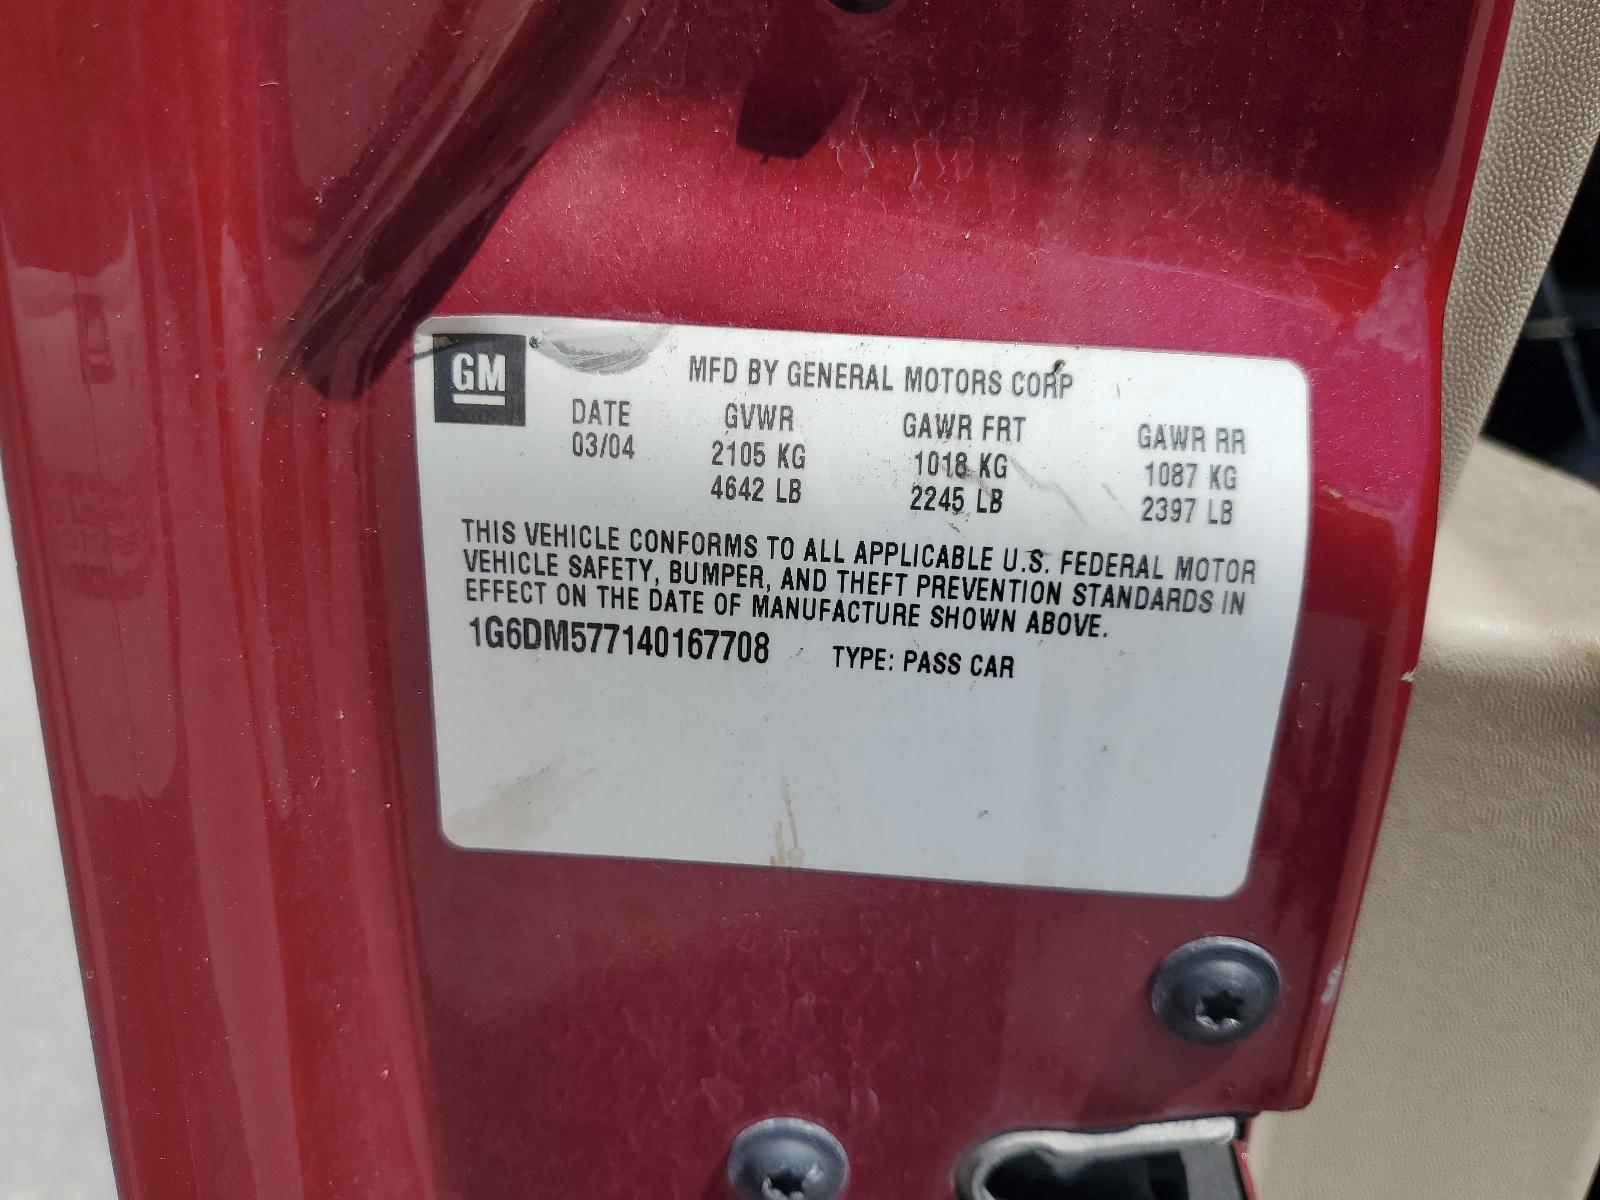 GM
MFD BY GENERAL MOTORS CORP
DATE GVWR GAWR FRT GAWR RR
03/04 2105 KG 1018 KG 1087 KG
4642 LB 2245 LB 2397 LB
THIS VEHICLE CONFORMS TO ALL APPLICABLE U.S. FEDERAL MOTOR
VEHICLE SAFETY, BUMPER, AND THEFT PREVENTION STANDARDS IN
EFFECT ON THE DATE OF MANUFACTURE SHOWN ABOVE.
1G6DM577140167708 TYPE: PASS CAR